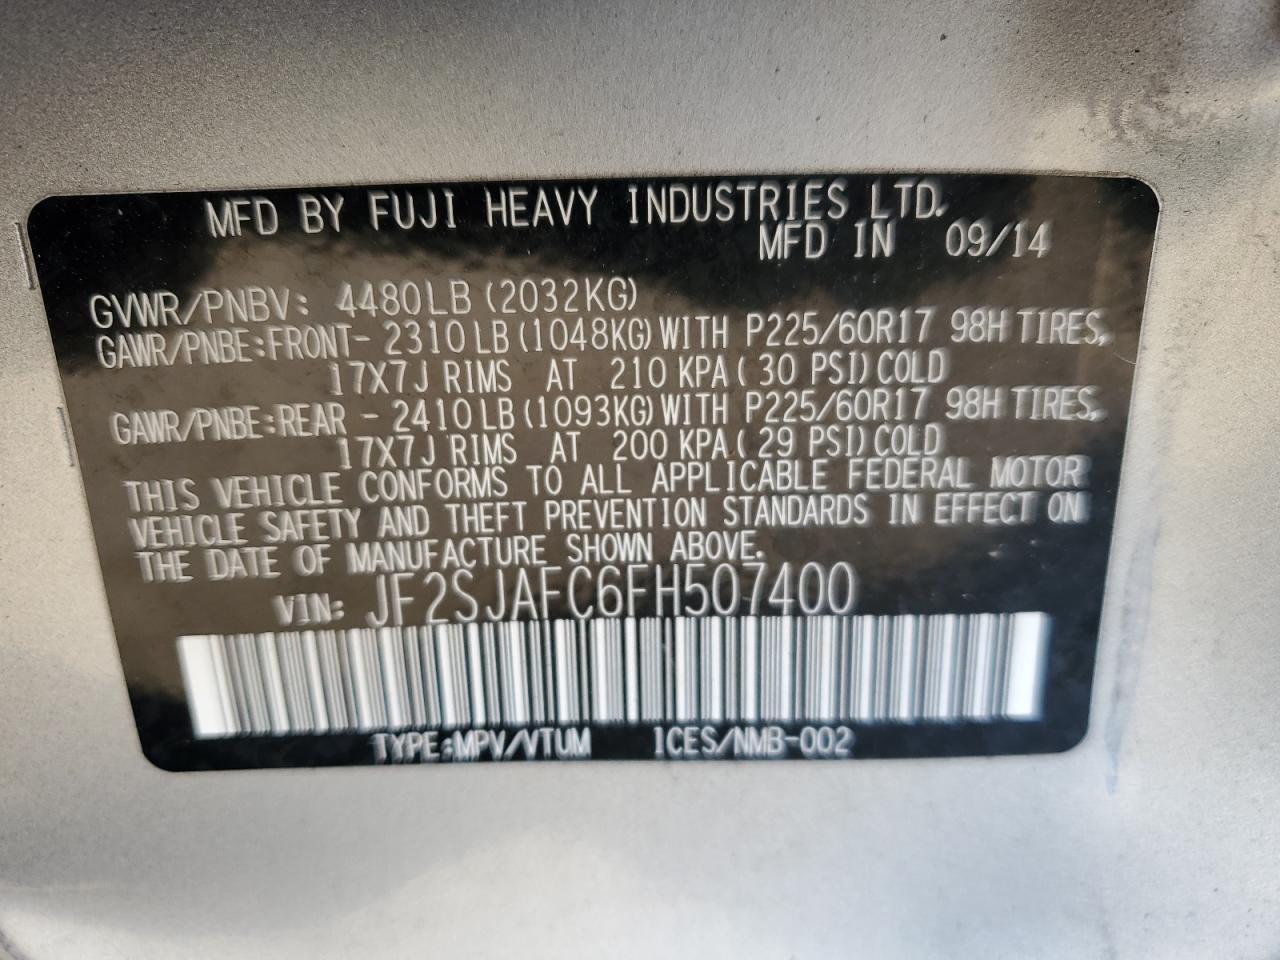 MFD BY FUJI HEAVY INDUSTRIES LTD.
MFD IN 09/14
GVWR/PNBV: 4480LB (2032KG)
GAWR/PNBE:FRONT- 2310LB (1048KG) WITH P225/60R17 98H TIRES,
17X7J RIMS AT 210 KPA( 30 PSI) COLD
GAWR/PNBE:REAR - 2410LB (1093KG) WITH P225/60R17 98H TIRES,
17X7J RIMS AT 200 KPA( 29 PSI) COLD
THIS VEHICLE CONFORMS TO ALL APPLICABLE FEDERAL MOTOR
VEHICLE SAFETY AND THEFT PREVENTION STANDARDS IN EFFECT ON
THE DATE OF MANUFACTURE SHOWN ABOVE.
VIN: JF2SJAFC6FH507400
TYPE:MPV/VTUM ICES/NMB-002